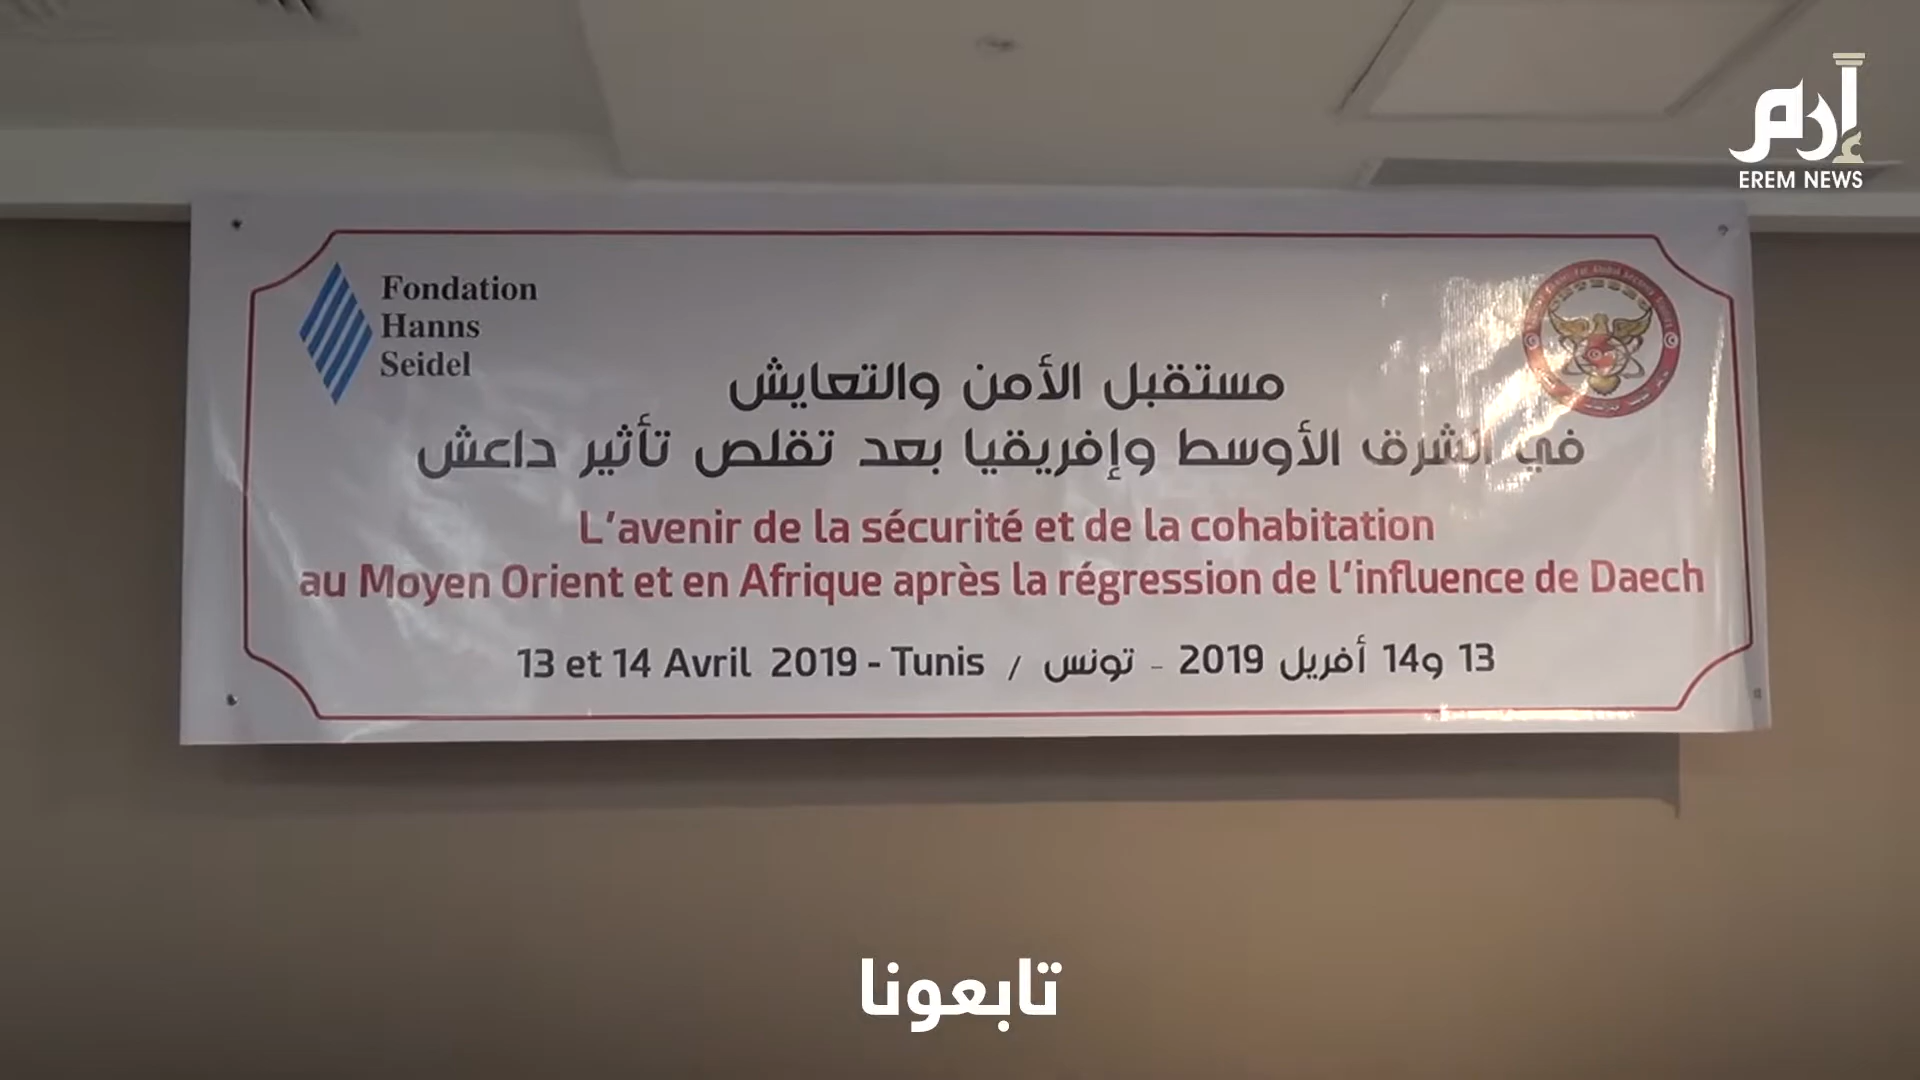 إرم
EREM NEWS
Fondation
Hanns
Seidel
مستقبل الأمن والتعايش
في الشرق الأوسط وإفريقيا بعد تقلص تأثير داعش
L'avenir de la sécurité et de la cohabitation
au Moyen Orient et en Afrique après la régression de l'influence de Daech
13 et 14 Avril 2019 - Tunis / 13 و14 أفريل 2019 - تونس
تابعونا